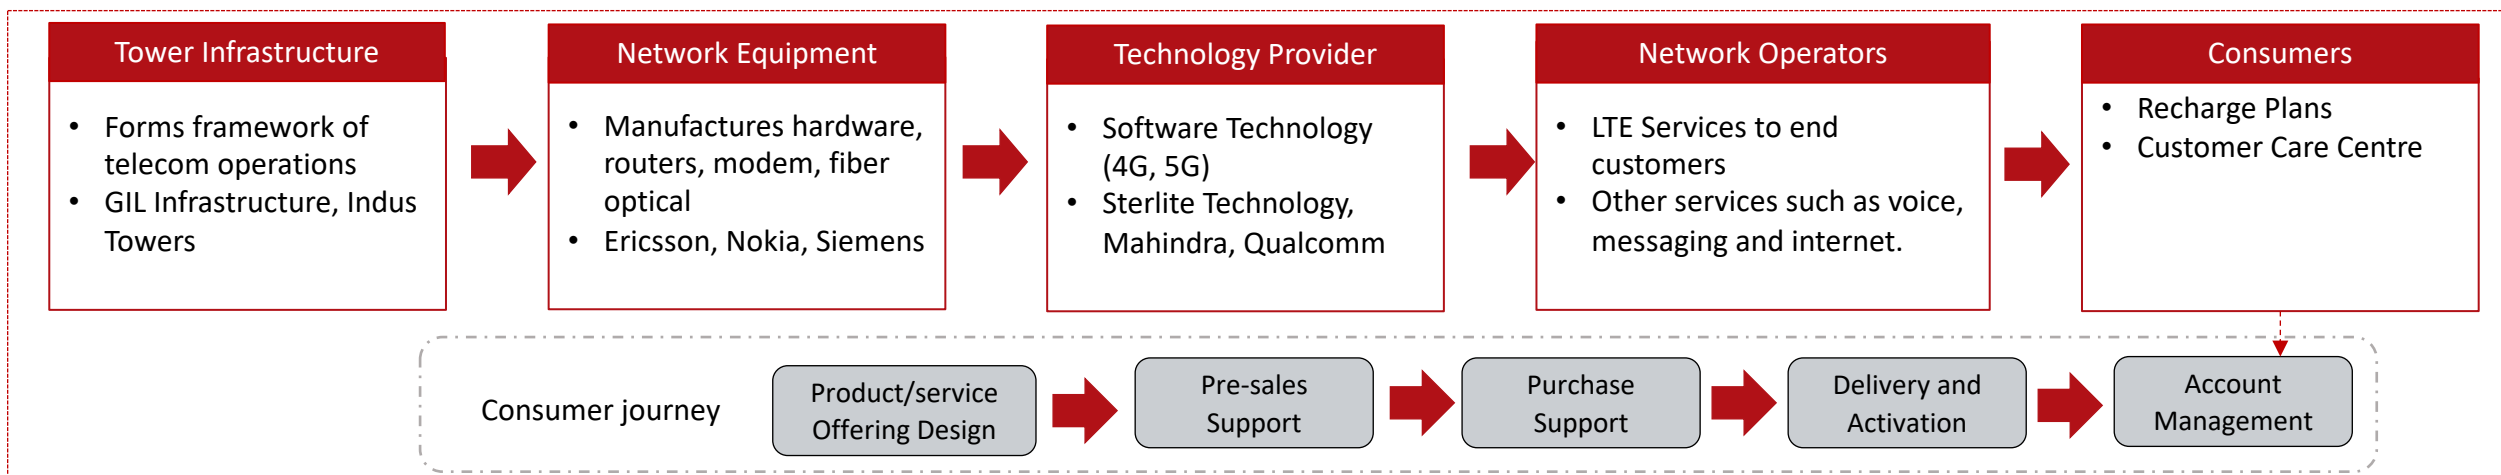 Tower Infrastructure
• Forms framework of
telecom operations
• GIL Infrastructure, Indus
Towers
Network Equipment
• Manufactures hardware,
routers, modem, fiber
optical
• Ericsson, Nokia, Siemens
Technology Provider
• Software Technology
(4G, 5G)
• Sterlite Technology,
Mahindra, Qualcomm
Network Operators
• LTE Services to end
customers
• Other services such as voice,
messaging and internet.
Consumers
• Recharge Plans
• Customer Care Centre
Consumer journey
Product/service
Offering Design
Pre-sales
Support
Purchase
Support
Delivery and
Activation
Account
Management